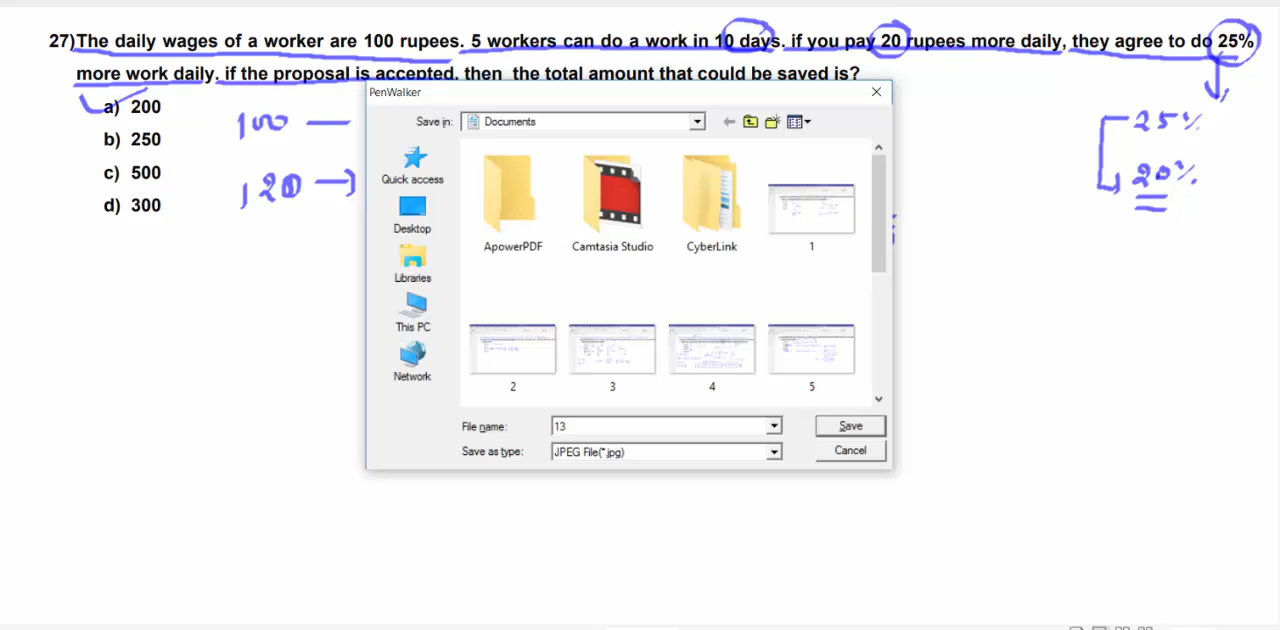 27)The daily wages of a worker are 100 rupees. 5 workers can do a work in 10 days. if you pay 20 rupees more daily, they agree to do 25%
more work daily. if the proposal is accepted. then the total amount that could be saved is?
a) 200
b) 250
c) 500
d) 300
100 —
120 →
25%
20%
PenWalker
Save in: Documents
Quick access
Desktop
Libraries
This PC
Network
ApowerPDF Camtasia Studio CyberLink 1
2 3 4 5
File name: 13 Save
Save as type: JPEG File(*.jpg) Cancel